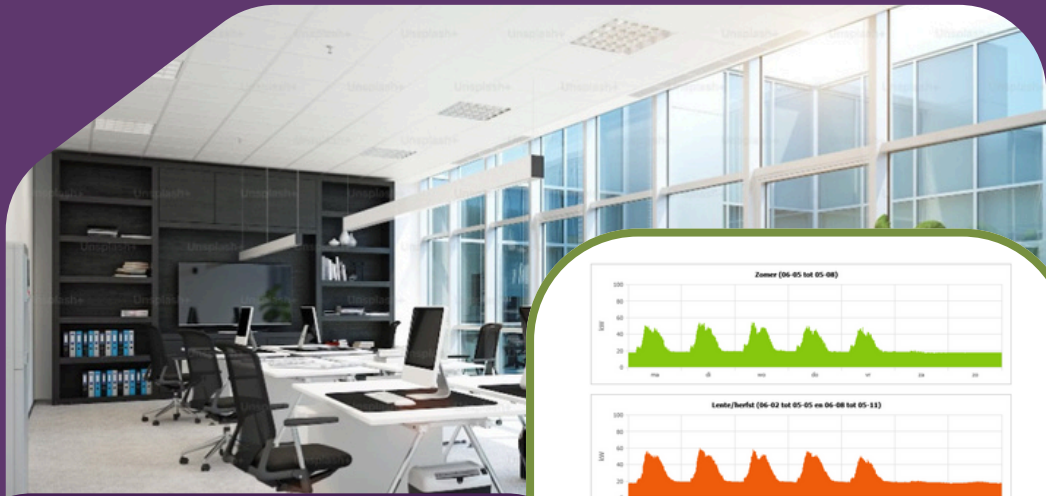 Unsplash+
Zomer (06-05 tot 05-08)
100
80
60
40
20
0
kW
ma di wo do vr za zo
Lente/herfst (06-02 tot 05-05 en 06-08 tot 05-11)
100
80
60
40
20
kW